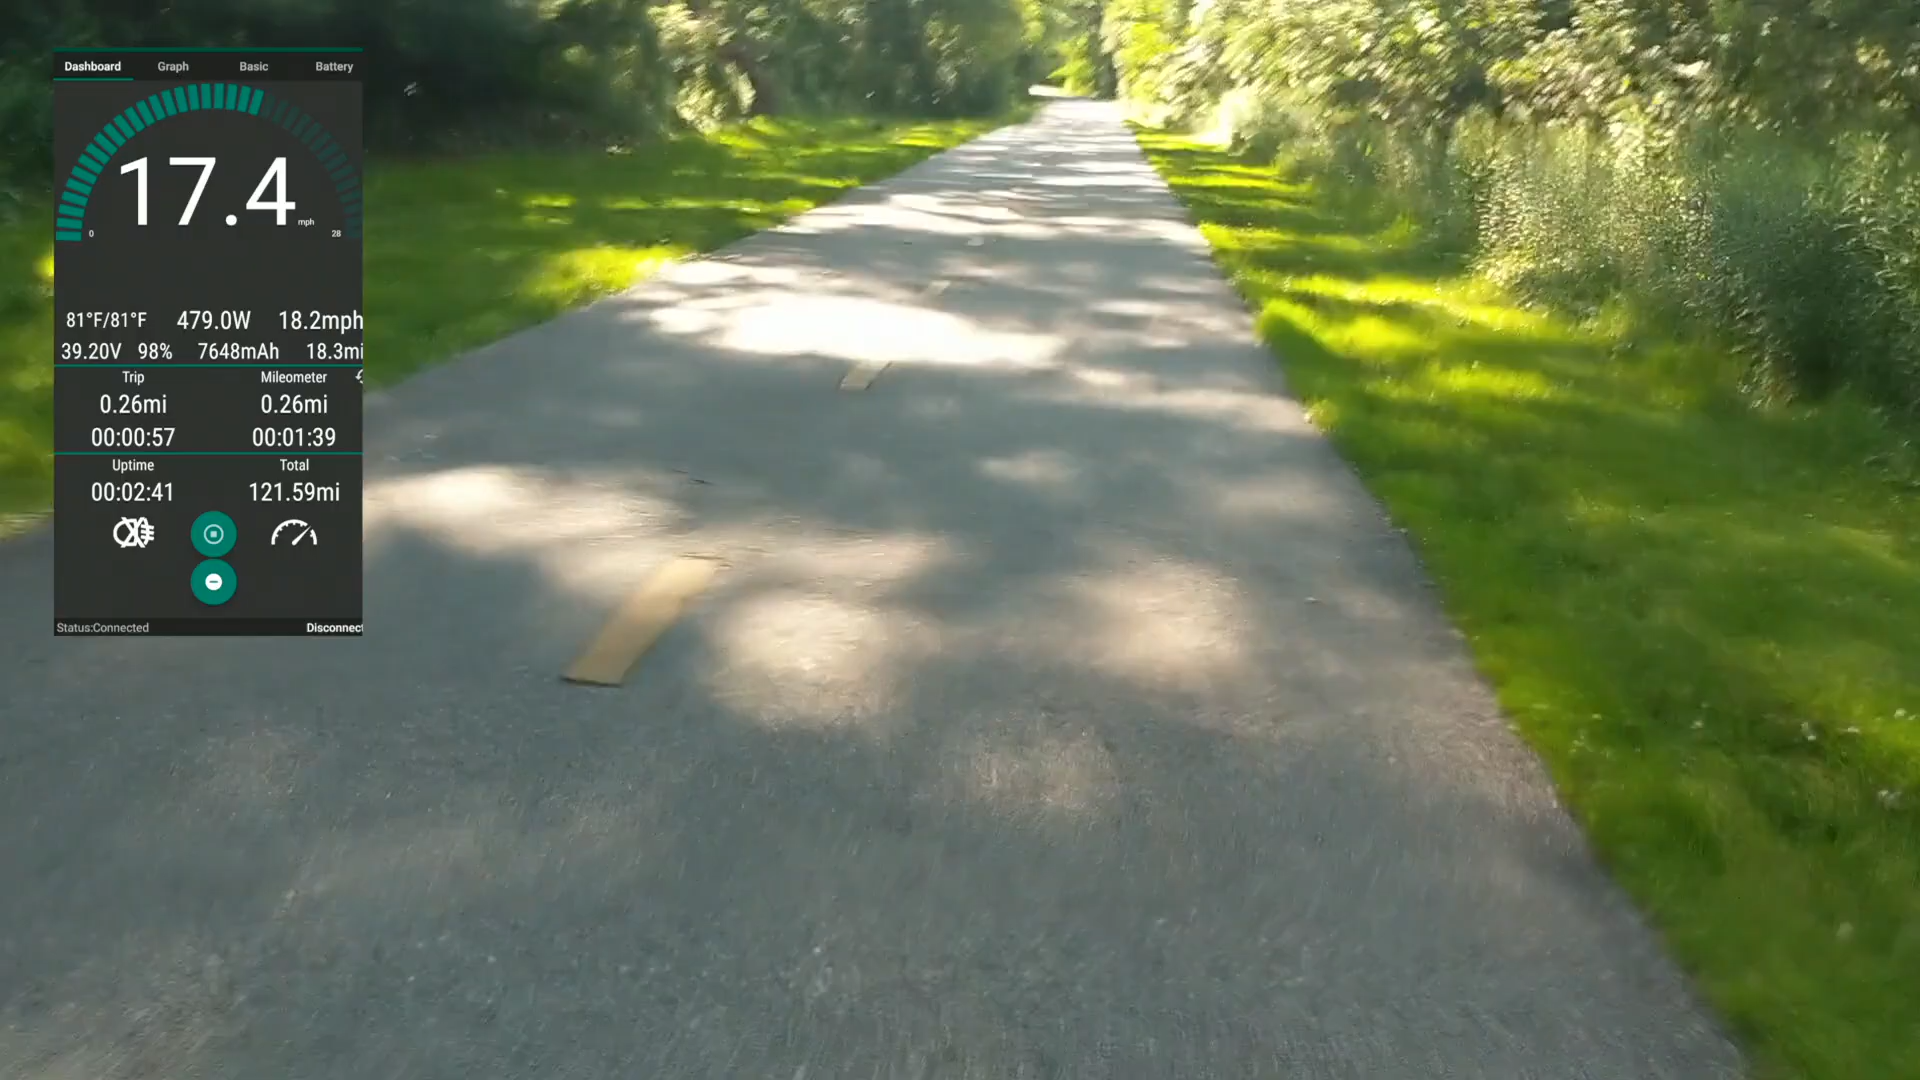 Dashboard Graph Basic Battery
17.4 mph
0 28
81°F/81°F 479.0W 18.2mph
39.20V 98% 7648mAh 18.3mi
Trip Mileometer
0.26mi 0.26mi
00:00:57 00:01:39
Uptime Total
00:02:41 121.59mi
Status:Connected Disconnect